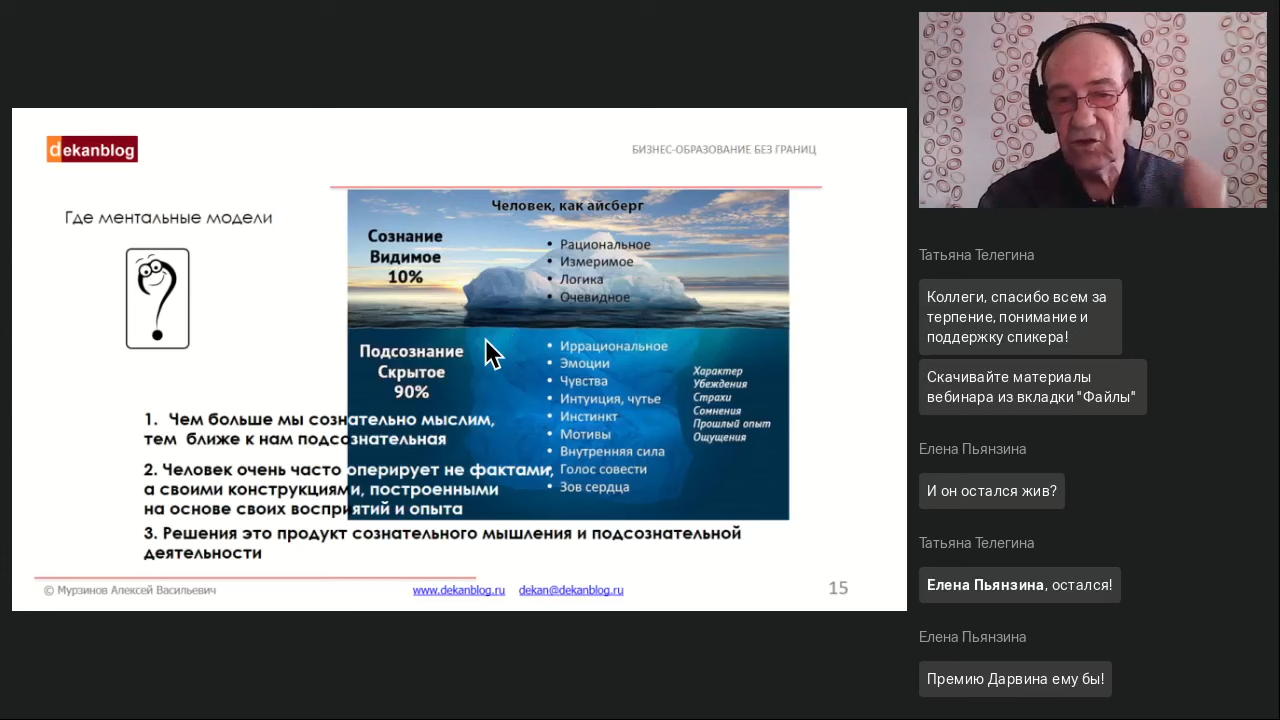 dekanblog
БИЗНЕС-ОБРАЗОВАНИЕ БЕЗ ГРАНИЦ
Где ментальные модели
?
Человек, как айсберг
Сознание
Видимое
10%
• Рациональное
• Измеримое
• Логика
• Очевидное
Подсознание
Скрытое
90%
• Иррациональное
• Эмоции
• Чувства
• Интуиция, чутье
• Инстинкт
• Мотивы
• Внутренняя сила
• Голос совести
• Зов сердца
Характер
Убеждения
Страхи
Сомнения
Прошлый опыт
Ощущения
1. Чем больше мы сознательно мыслим,
тем ближе к нам подсознательная
2. Человек очень часто оперирует не фактами,
а своими конструкциями, построенными
на основе своих восприятий и опыта
3. Решения это продукт сознательного мышления и подсознательной
деятельности
© Мурзинов Алексей Васильевич
www.dekanblog.ru dekan@dekanblog.ru
15
Татьяна Телегина
Коллеги, спасибо всем за
терпение, понимание и
поддержку спикера!
Скачивайте материалы
вебинара из вкладки "Файлы"
Елена Пьянзина
И он остался жив?
Татьяна Телегина
Елена Пьянзина, остался!
Елена Пьянзина
Премию Дарвина ему бы!